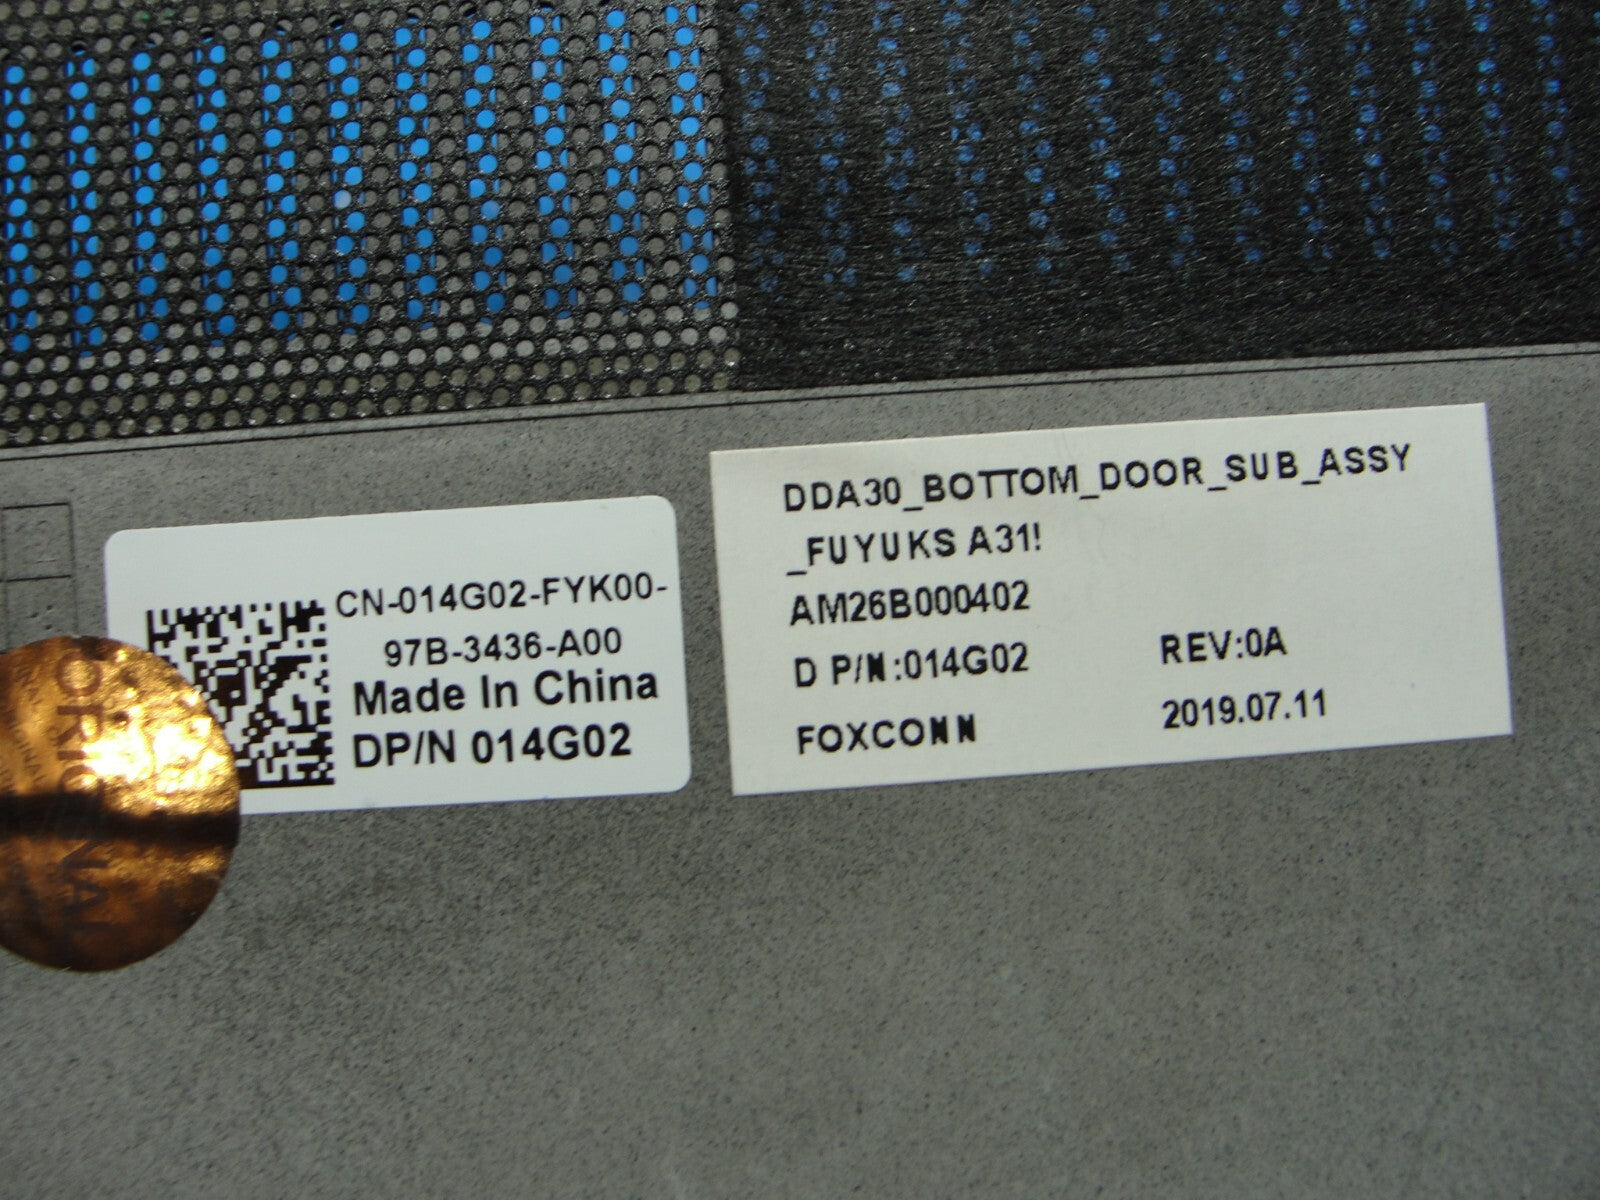 CN-014G02-FYK00-
97B-3436-A00
Made In China
DP/N 014G02
DDA30_BOTTOM_DOOR_SUB_ASSY
_FUYUKS A31!
AM26B000402
D P/N:014G02 REV:0A
FOXCONN 2019.07.11
ORIGINAL